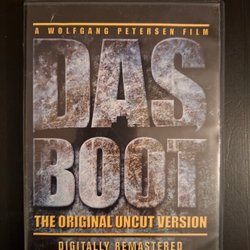 A WOLFGANG PETERSEN FILM
DAS
BOOT
THE ORIGINAL UNCUT VERSION
DIGITALLY REMASTERED